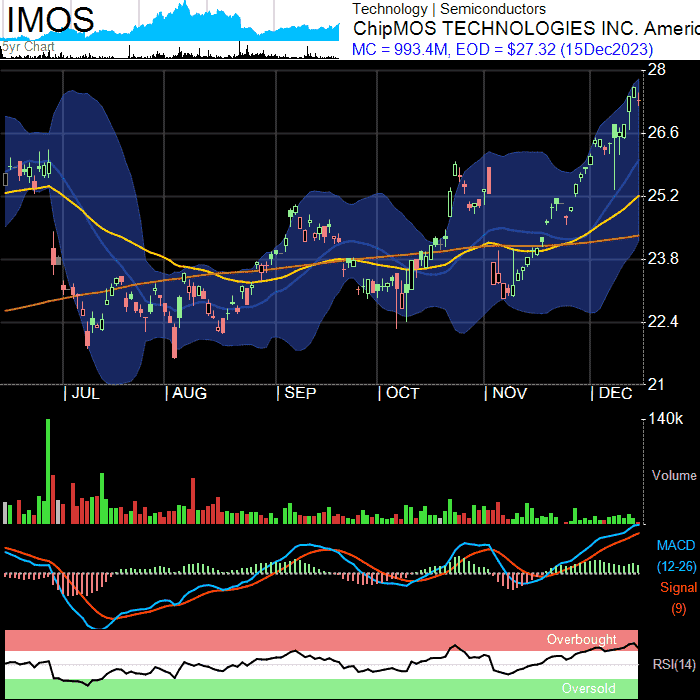 IMOS
5yr Chart
Technology | Semiconductors
ChipMOS TECHNOLOGIES INC. Americ
MC = 993.4M, EOD = $27.32 (15Dec2023)
28
26.6
25.2
23.8
22.4
21
| JUL | AUG | SEP | OCT | NOV | DEC
140k
Volume
MACD
(12-26)
Signal
(9)
Overbought
RSI(14)
Oversold